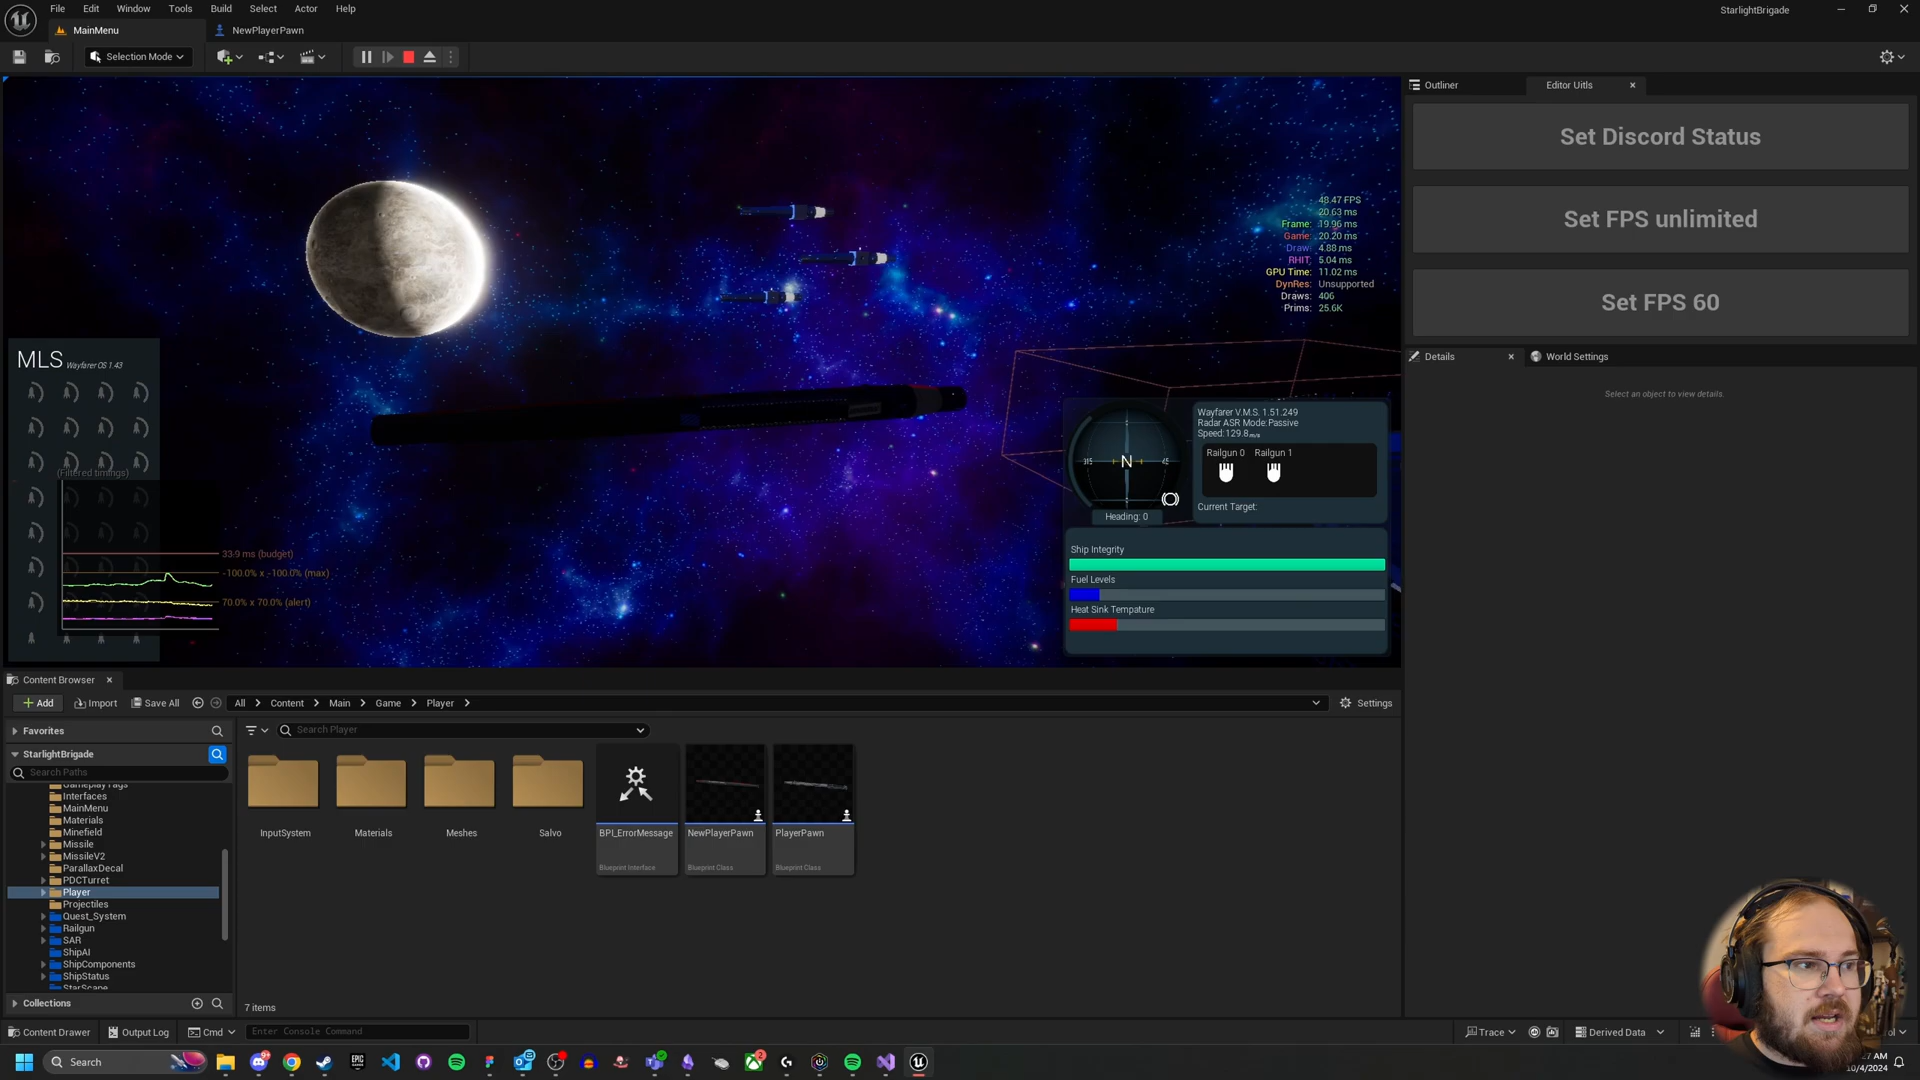 File Edit Window Tools Build Select Actor Help
StarlightBrigade
MainMenu
NewPlayerPawn
Selection Mode
Outliner
Editor Uitls
Set Discord Status
Set FPS unlimited
Set FPS 60
48.47 FPS
20.63 ms
Frame: 19.96 ms
Game: 20.20 ms
Draw: 4.88 ms
RHIT: 5.04 ms
GPU Time: 11.02 ms
DynRes: Unsupported
Draws: 406
Prims: 25.6K
MLS Wayfarer OS 1.43
(Filtered timings)
33.9 ms (budget)
-100.0% x -100.0% (max)
70.0% x 70.0% (alert)
Wayfarer V.M.S. 1.51.249
Radar ASR Mode: Passive
Speed: 129.8 m/s
Railgun 0 Railgun 1
Current Target:
315 N 45
Heading: 0
Ship Integrity
Fuel Levels
Heat Sink Tempature
Details
World Settings
Select an object to view details.
Content Browser
Add
Import
Save All
All
Content
Main
Game
Player
Settings
Favorites
StarlightBrigade
Search Paths
Search Player
GameplayTags
Interfaces
MainMenu
Materials
Minefield
Missile
MissileV2
ParallaxDecal
PDCTurret
Player
Projectiles
Quest_System
Railgun
SAR
ShipAI
ShipComponents
ShipStatus
StarScape
Collections
InputSystem
Materials
Meshes
Salvo
BPI_ErrorMessage
Blueprint Interface
NewPlayerPawn
Blueprint Class
PlayerPawn
Blueprint Class
7 items
Content Drawer
Output Log
Cmd
Enter Console Command
Trace
Derived Data
Search
10/4/2024